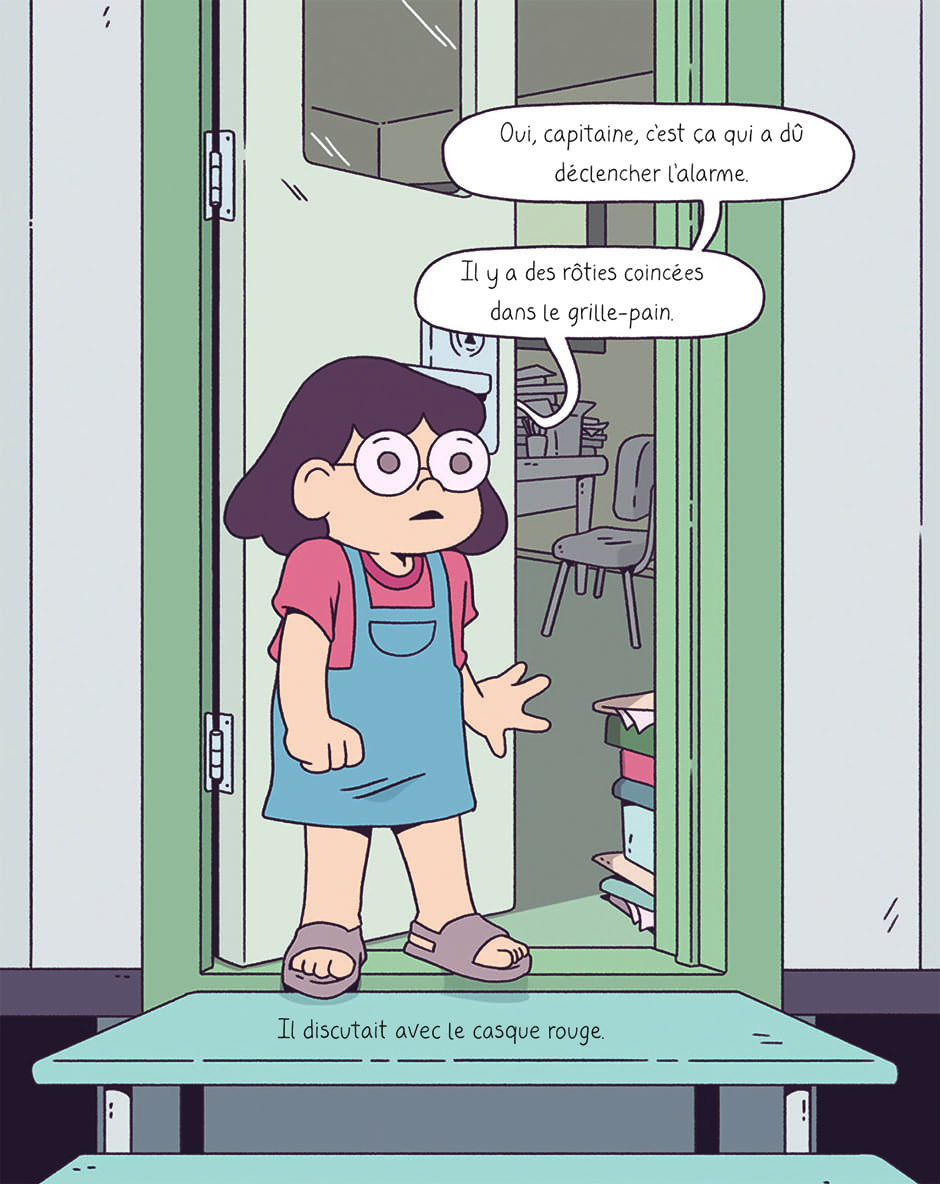 Oui, capitaine, c'est ça qui a dû
déclencher l'alarme.
Il y a des rôties coincées
dans le grille-pain.
Il discutait avec le casque rouge.